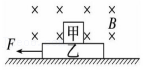 × × × ×
B
甲
× × × ×
F
乙